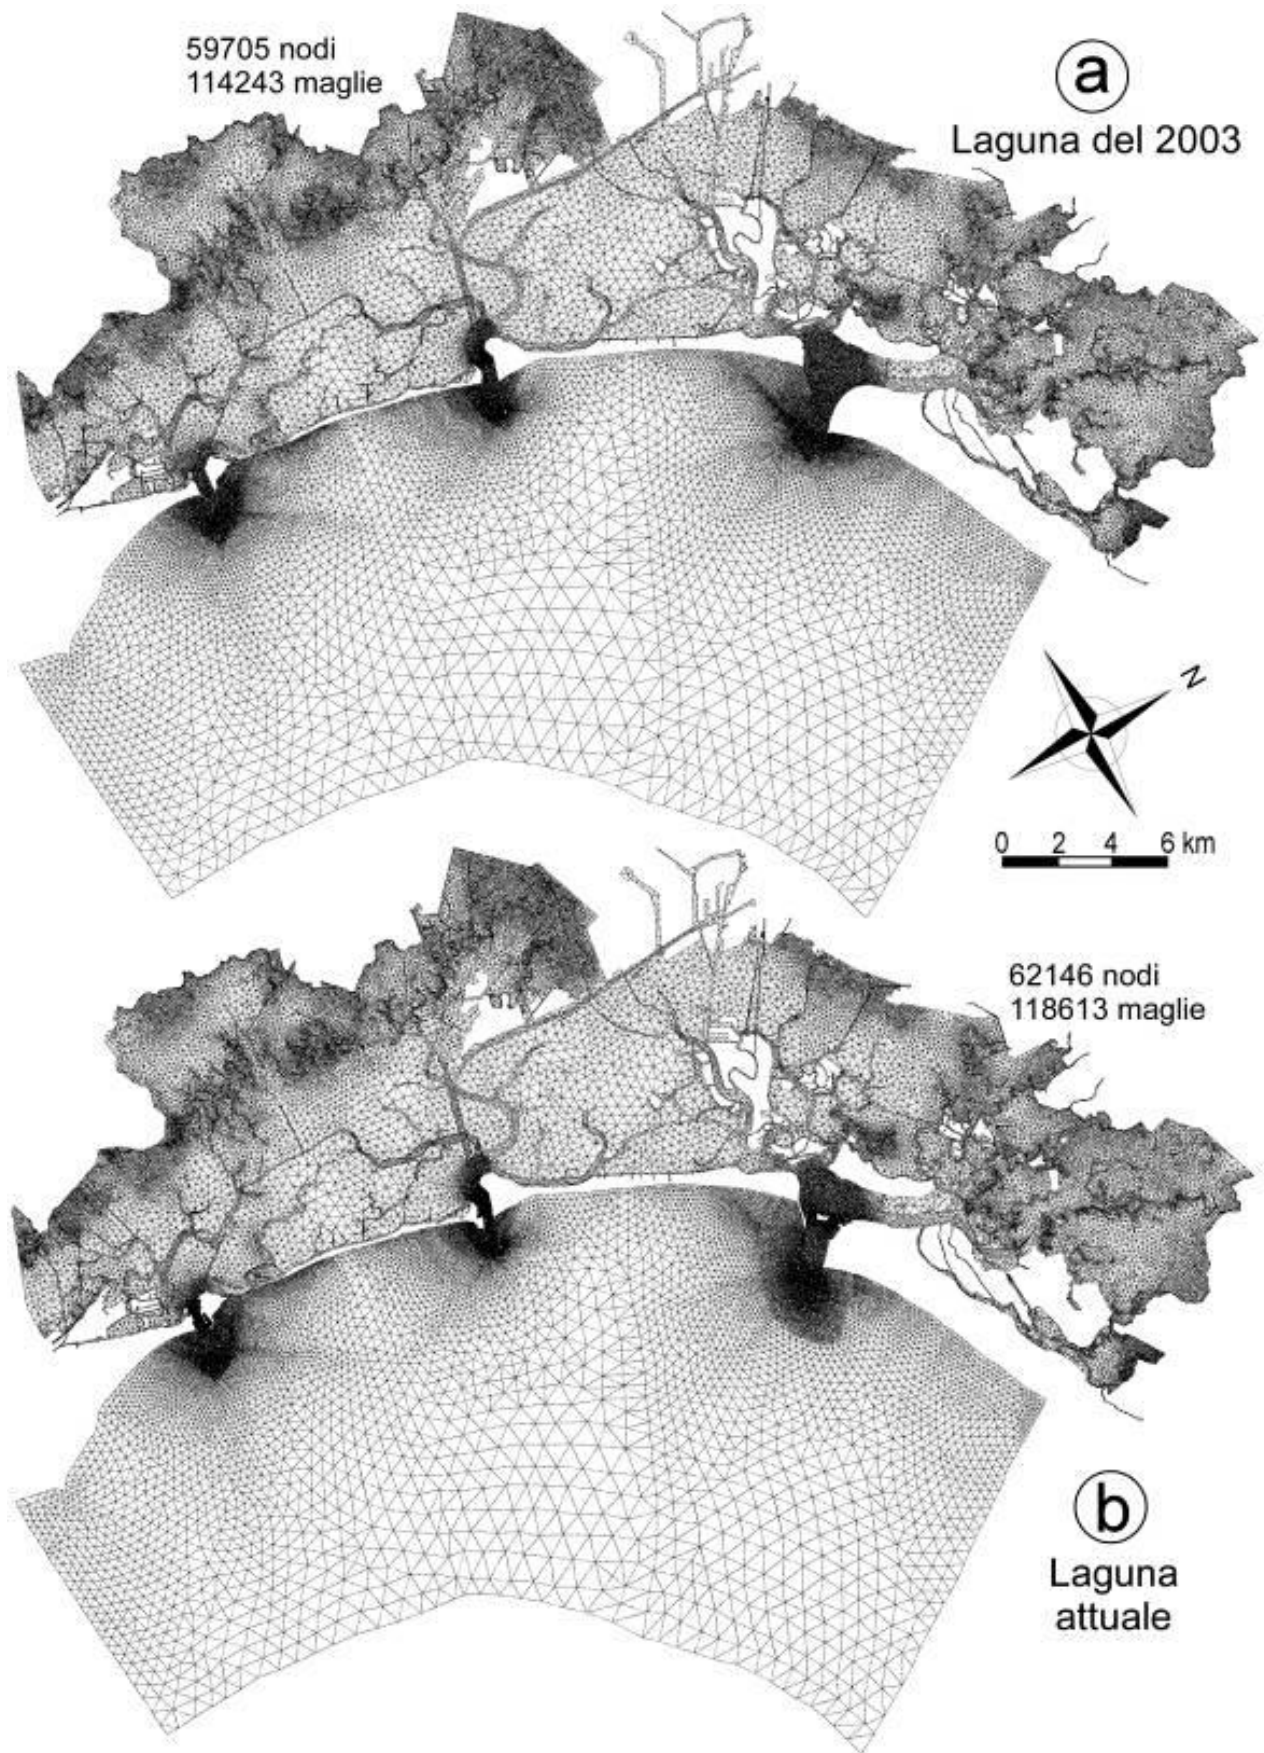 59705 nodi
114243 maglie
a
Laguna del 2003
N
0 2 4 6 km
62146 nodi
118613 maglie
b
Laguna
attuale